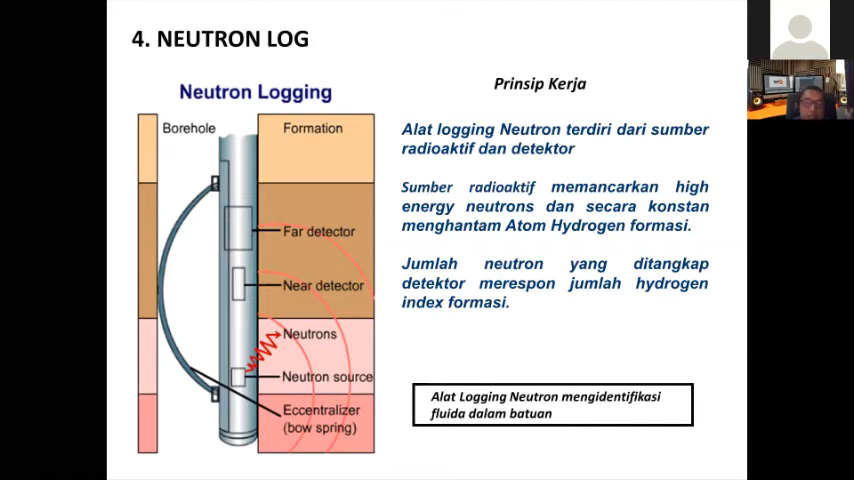 4. NEUTRON LOG
Neutron Logging
Borehole
Formation
Far detector
Near detector
Neutrons
Neutron source
Eccentralizer
(bow spring)
Prinsip Kerja
Alat logging Neutron terdiri dari sumber
radioaktif dan detektor
Sumber radioaktif memancarkan high
energy neutrons dan secara konstan
menghantam Atom Hydrogen formasi.
Jumlah neutron yang ditangkap
detektor merespon jumlah hydrogen
index formasi.
Alat Logging Neutron mengidentifikasi
fluida dalam batuan